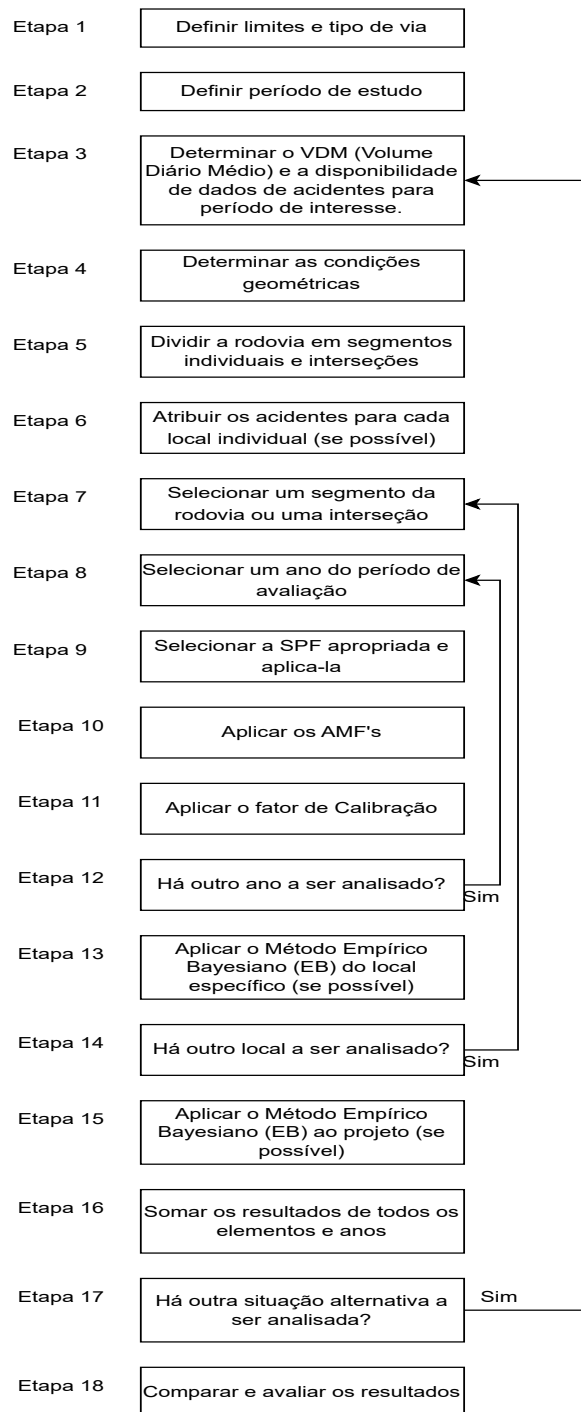 Etapa 1
Definir limites e tipo de via
Etapa 2
Definir período de estudo
Etapa 3
Determinar o VDM (Volume
Diário Médio) e a disponibilidade
de dados de acidentes para
período de interesse.
Etapa 4
Determinar as condições
geométricas
Etapa 5
Dividir a rodovia em segmentos
individuais e interseções
Etapa 6
Atribuir os acidentes para cada
local individual (se possível)
Etapa 7
Selecionar um segmento da
rodovia ou uma interseção
Etapa 8
Selecionar um ano do período de
avaliação
Etapa 9
Selecionar a SPF apropriada e
aplica-la
Etapa 10
Aplicar os AMF's
Etapa 11
Aplicar o fator de Calibração
Etapa 12
Há outro ano a ser analisado?
Sim
Etapa 13
Aplicar o Método Empírico
Bayesiano (EB) do local
específico (se possível)
Etapa 14
Há outro local a ser analisado?
Sim
Etapa 15
Aplicar o Método Empírico
Bayesiano (EB) ao projeto (se
possível)
Etapa 16
Somar os resultados de todos os
elementos e anos
Etapa 17
Há outra situação alternativa a
ser analisada?
Sim
Etapa 18
Comparar e avaliar os resultados